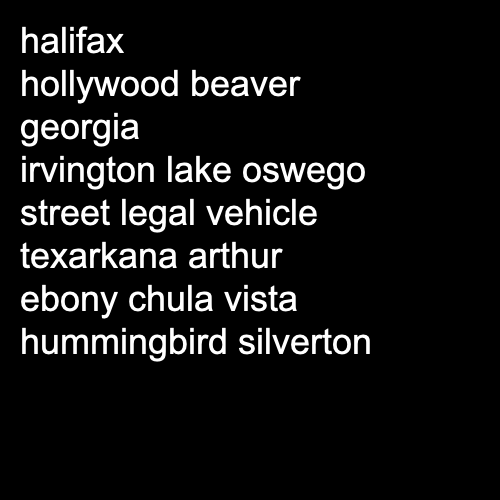 halifax
hollywood beaver
georgia
irvington lake oswego
street legal vehicle
texarkana arthur
ebony chula vista
hummingbird silverton